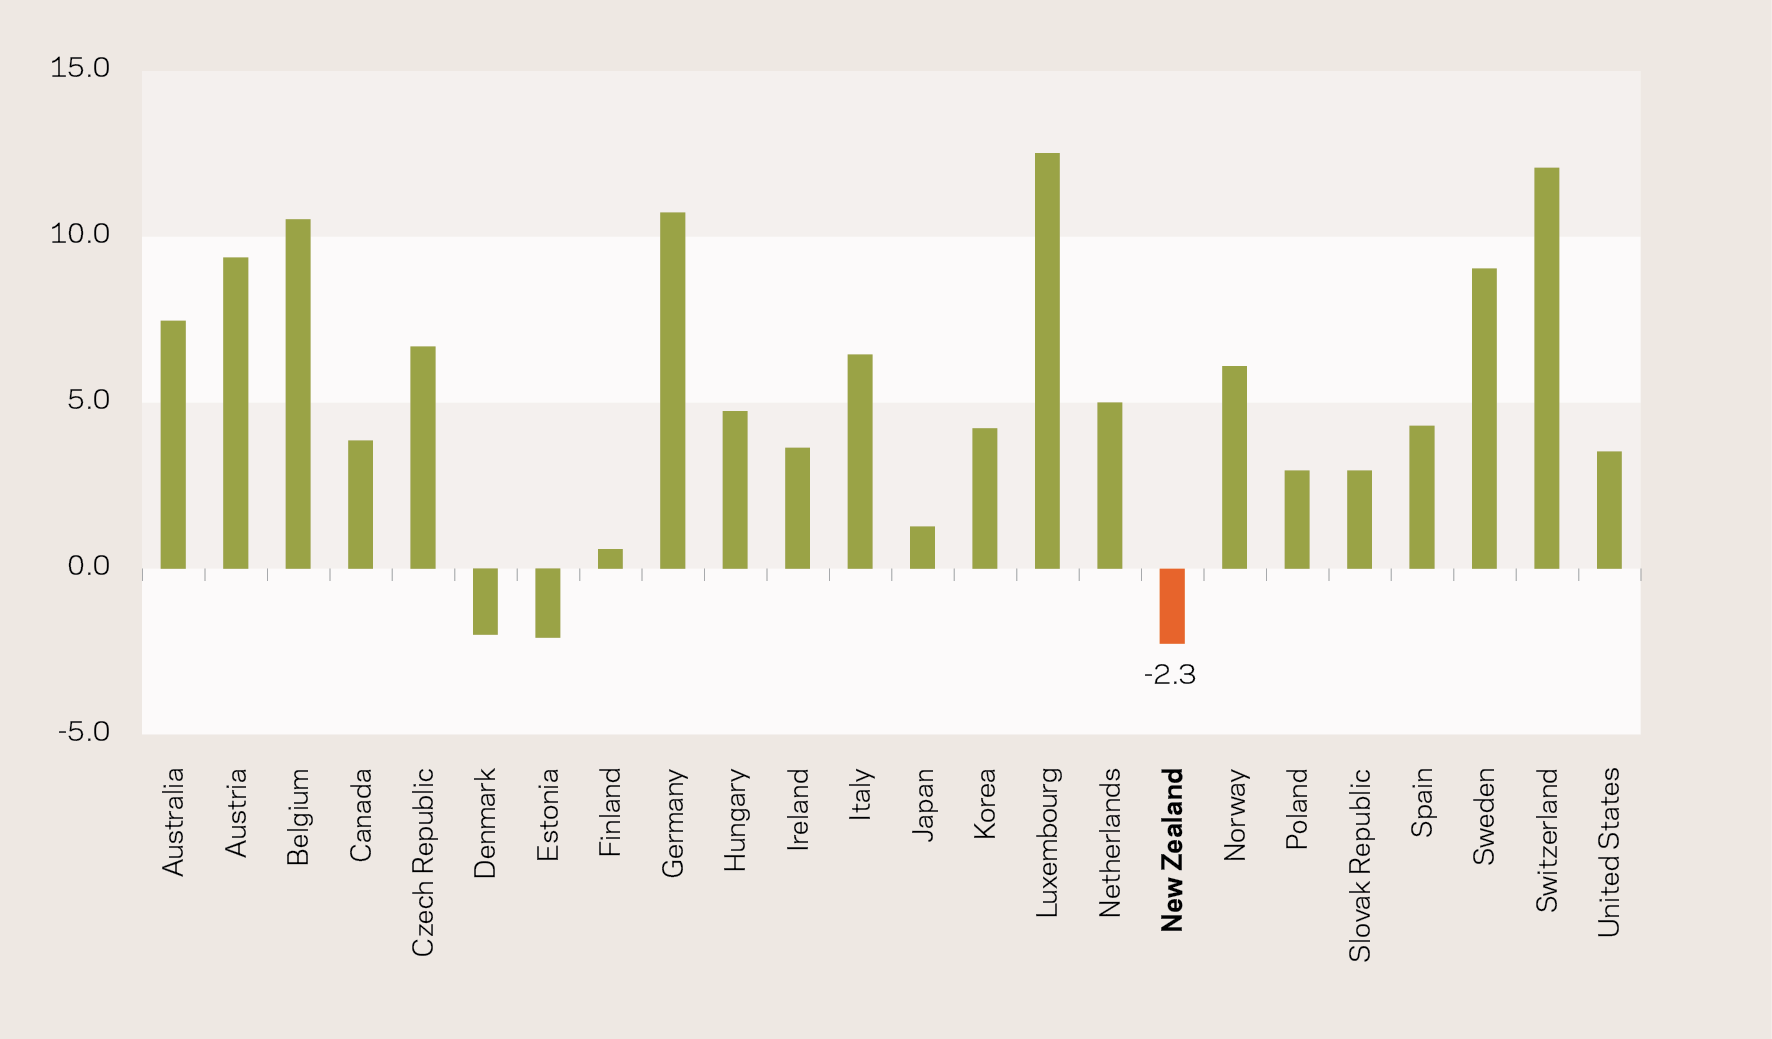 15.0
10.0
5.0
0.0
-5.0
-2.3
Australia
Austria
Belgium
Canada
Czech Republic
Denmark
Estonia
Finland
Germany
Hungary
Ireland
Italy
Japan
Korea
Luxembourg
Netherlands
New Zealand
Norway
Poland
Slovak Republic
Spain
Sweden
Switzerland
United States